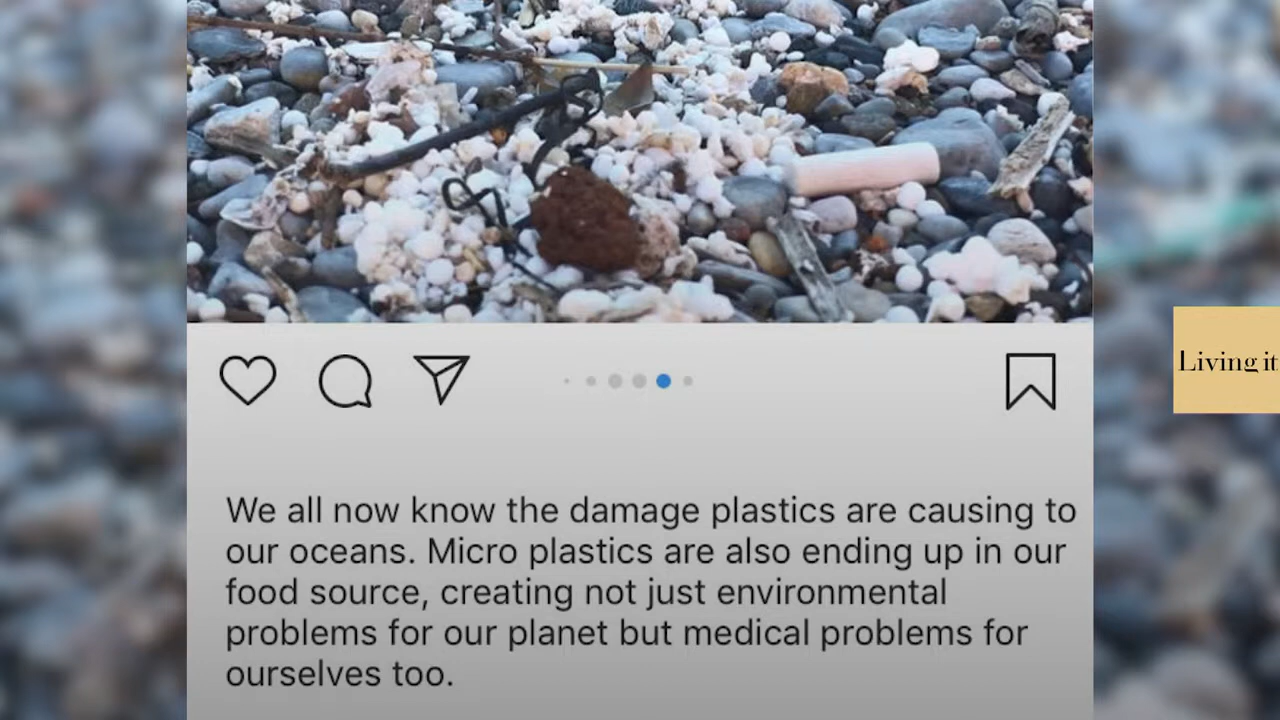 We all now know the damage plastics are causing to
our oceans. Micro plastics are also ending up in our
food source, creating not just environmental
problems for our planet but medical problems for
ourselves too.
Living it